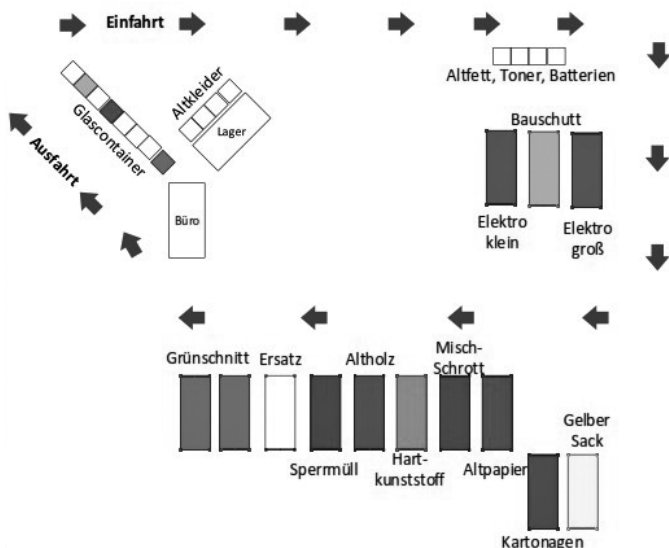 Einfahrt
Altfett, Toner, Batterien
Altkleider
Glascontainer
Lager
Ausfahrt
Büro
Bauschutt
Elektro
klein
Elektro
groß
Grünschnitt
Ersatz
Altholz
Misch-
Schrott
Sperrmüll
Hart-
kunststoff
Altpapier
Gelber
Sack
Kartonagen